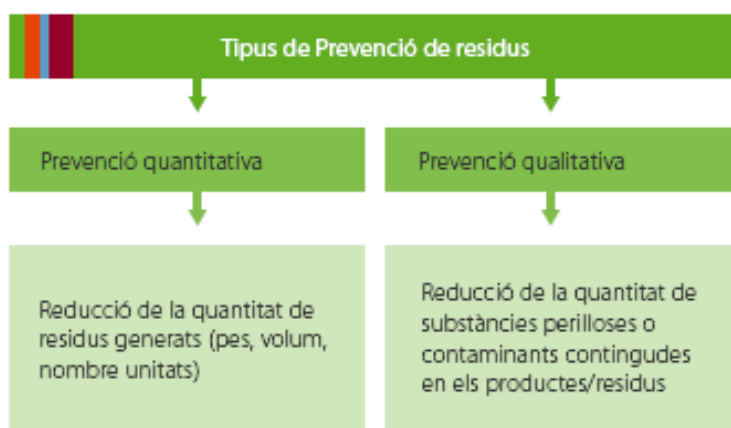 Tipus de Prevenció de residus
Prevenció quantitativa
Prevenció qualitativa
Reducció de la quantitat de
residus generats (pes, volum,
nombre unitats)
Reducció de la quantitat de
substàncies perilloses o
contaminants contingudes
en els productes/residus